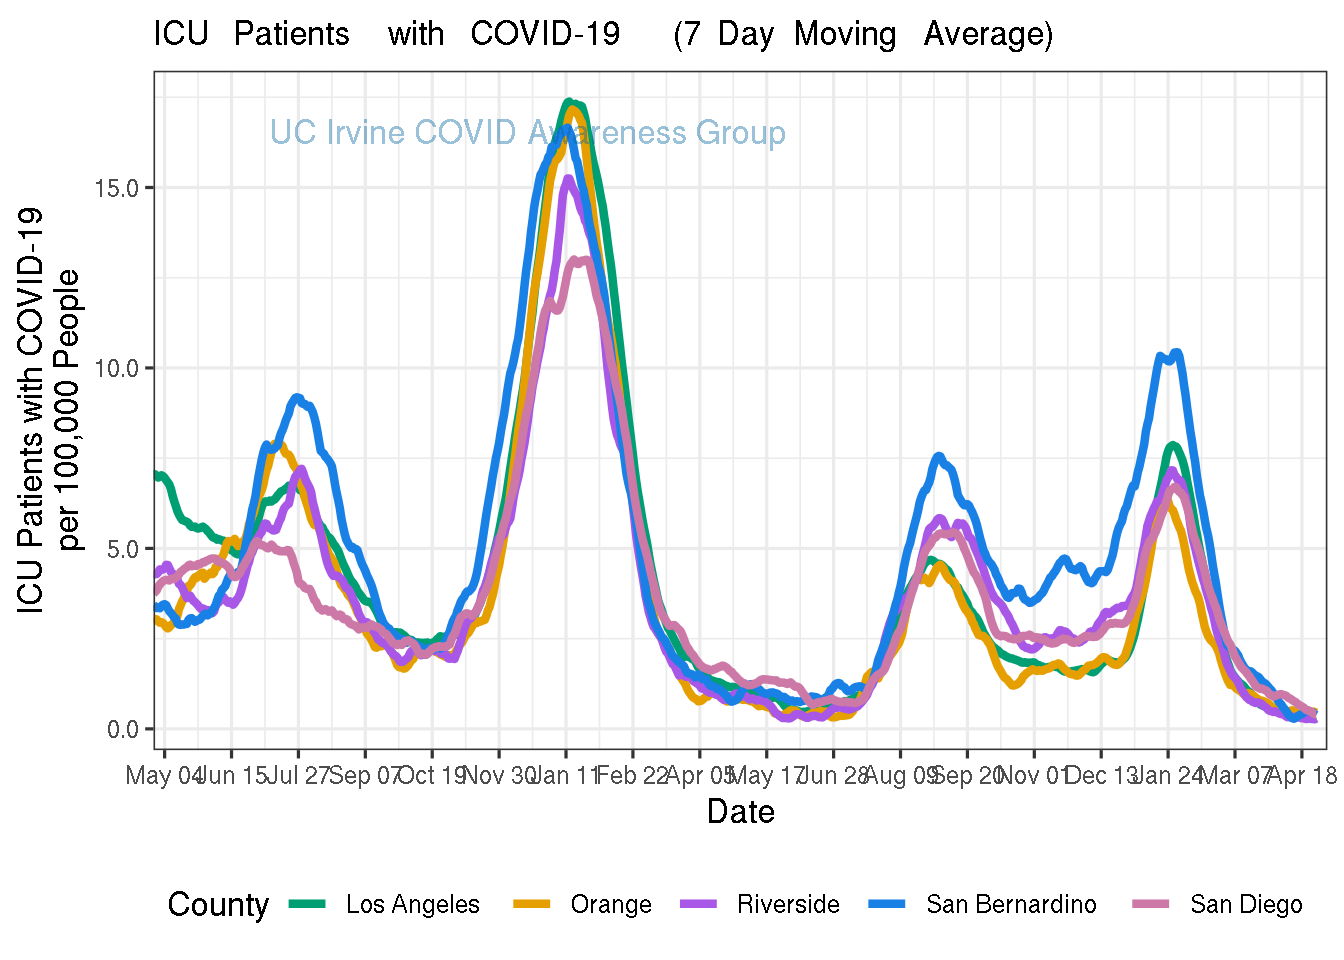 ICU Patients with COVID-19 (7 Day Moving Average)
UC Irvine COVID Awareness Group
ICU Patients with COVID-19
per 100,000 People
15.0
10.0
5.0
0.0
May 04 Jun 15 Jul 27 Sep 07 Oct 19 Nov 30 Jan 11 Feb 22 Apr 05 May 17 Jun 28 Aug 09 Sep 20 Nov 01 Dec 13 Jan 24 Mar 07 Apr 18
Date
County Los Angeles Orange Riverside San Bernardino San Diego